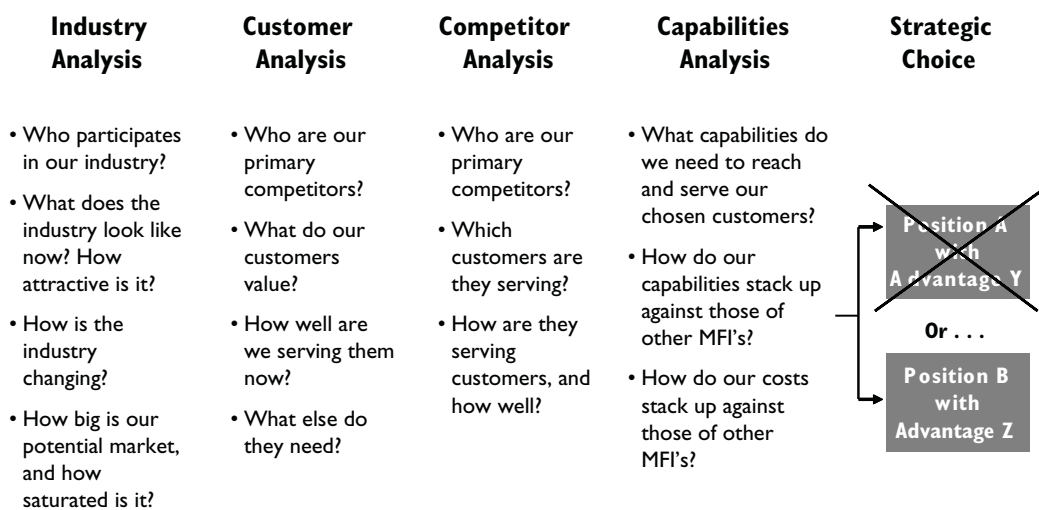 Industry
Analysis
Customer
Analysis
Competitor
Analysis
Capabilities
Analysis
Strategic
Choice
• Who participates
in our industry?
• What does the
industry look like
now? How
attractive is it?
• How is the
industry
changing?
• How big is our
potential market,
and how
saturated is it?
• Who are our
primary
competitors?
• What do our
customers
value?
• How well are
we serving them
now?
• What else do
they need?
• Who are our
primary
competitors?
• Which
customers are
they serving?
• How are they
serving
customers, and
how well?
• What capabilities do
we need to reach
and serve our
chosen customers?
• How do our
capabilities stack up
against those of
other MFI's?
• How do our costs
stack up against
those of other
MFI's?
Position A
with
Advantage Y
Or . . .
Position B
with
Advantage Z